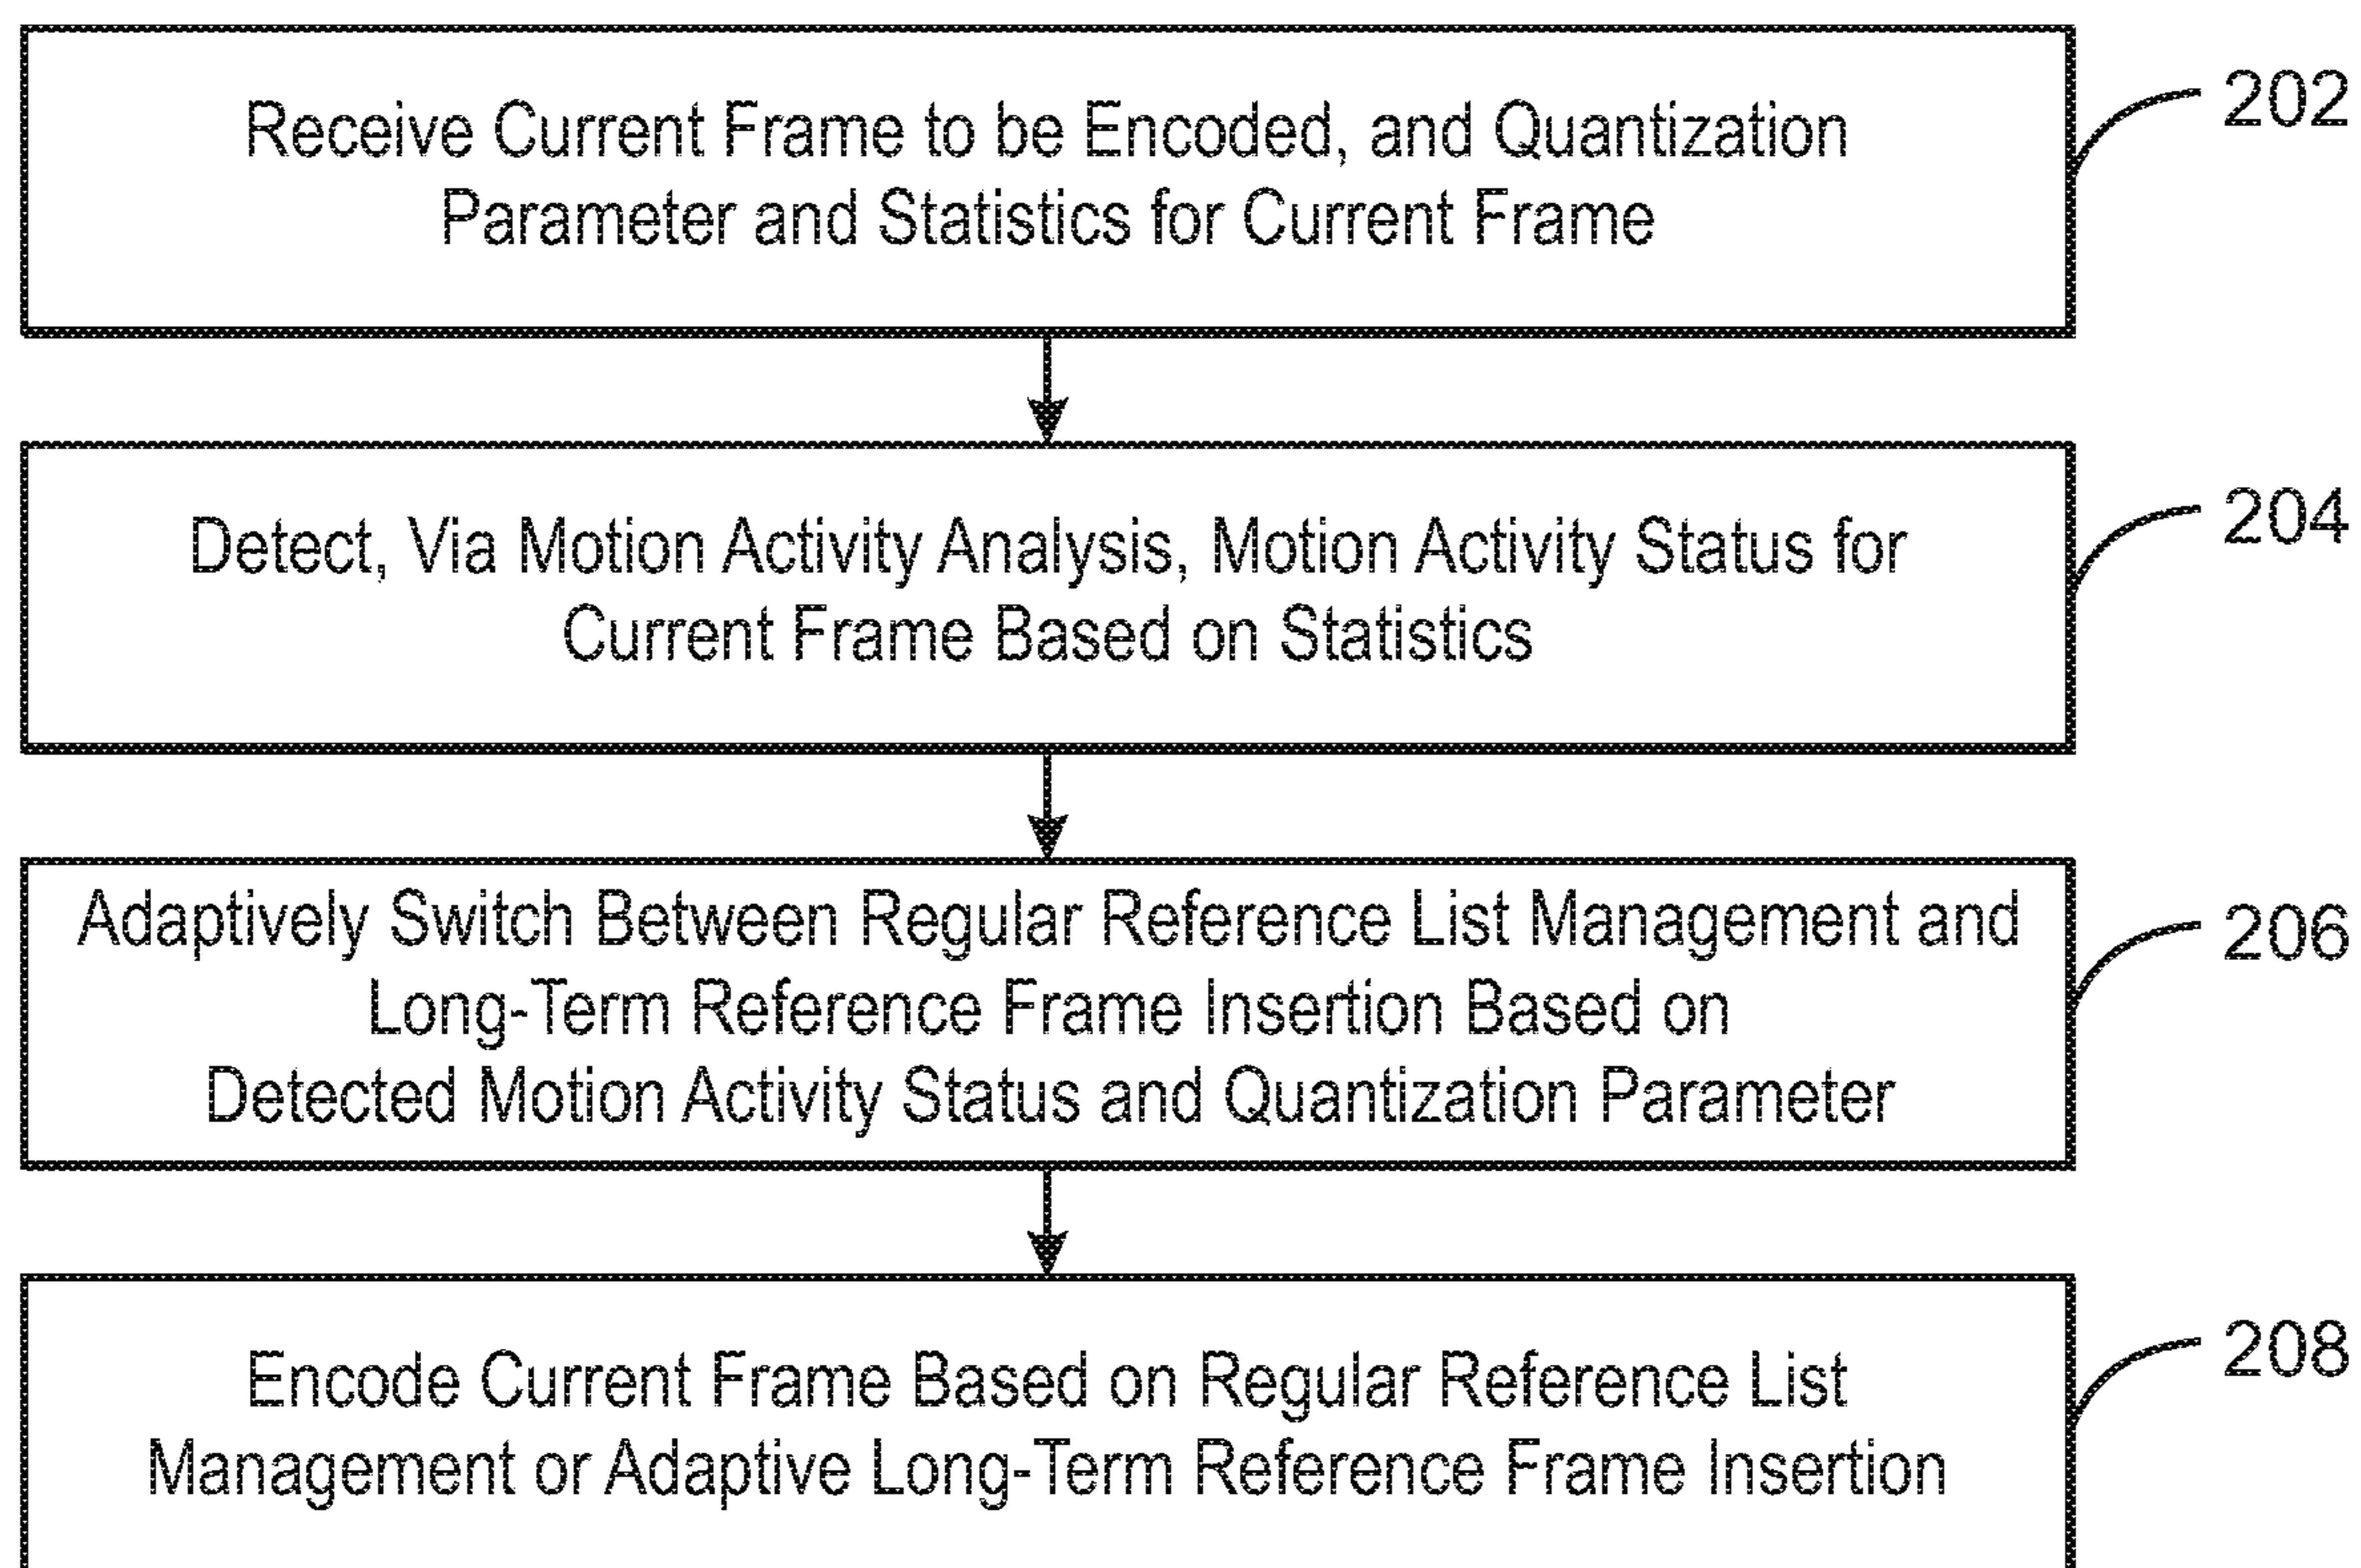 Receive Current Frame to be Encoded, and Quantization
Parameter and Statistics for Current Frame
202
Detect, Via Motion Activity Analysis, Motion Activity Status for
Current Frame Based on Statistics
204
Adaptively Switch Between Regular Reference List Management and
Long-Term Reference Frame Insertion Based on
Detected Motion Activity Status and Quantization Parameter
206
Encode Current Frame Based on Regular Reference List
Management or Adaptive Long-Term Reference Frame Insertion
208